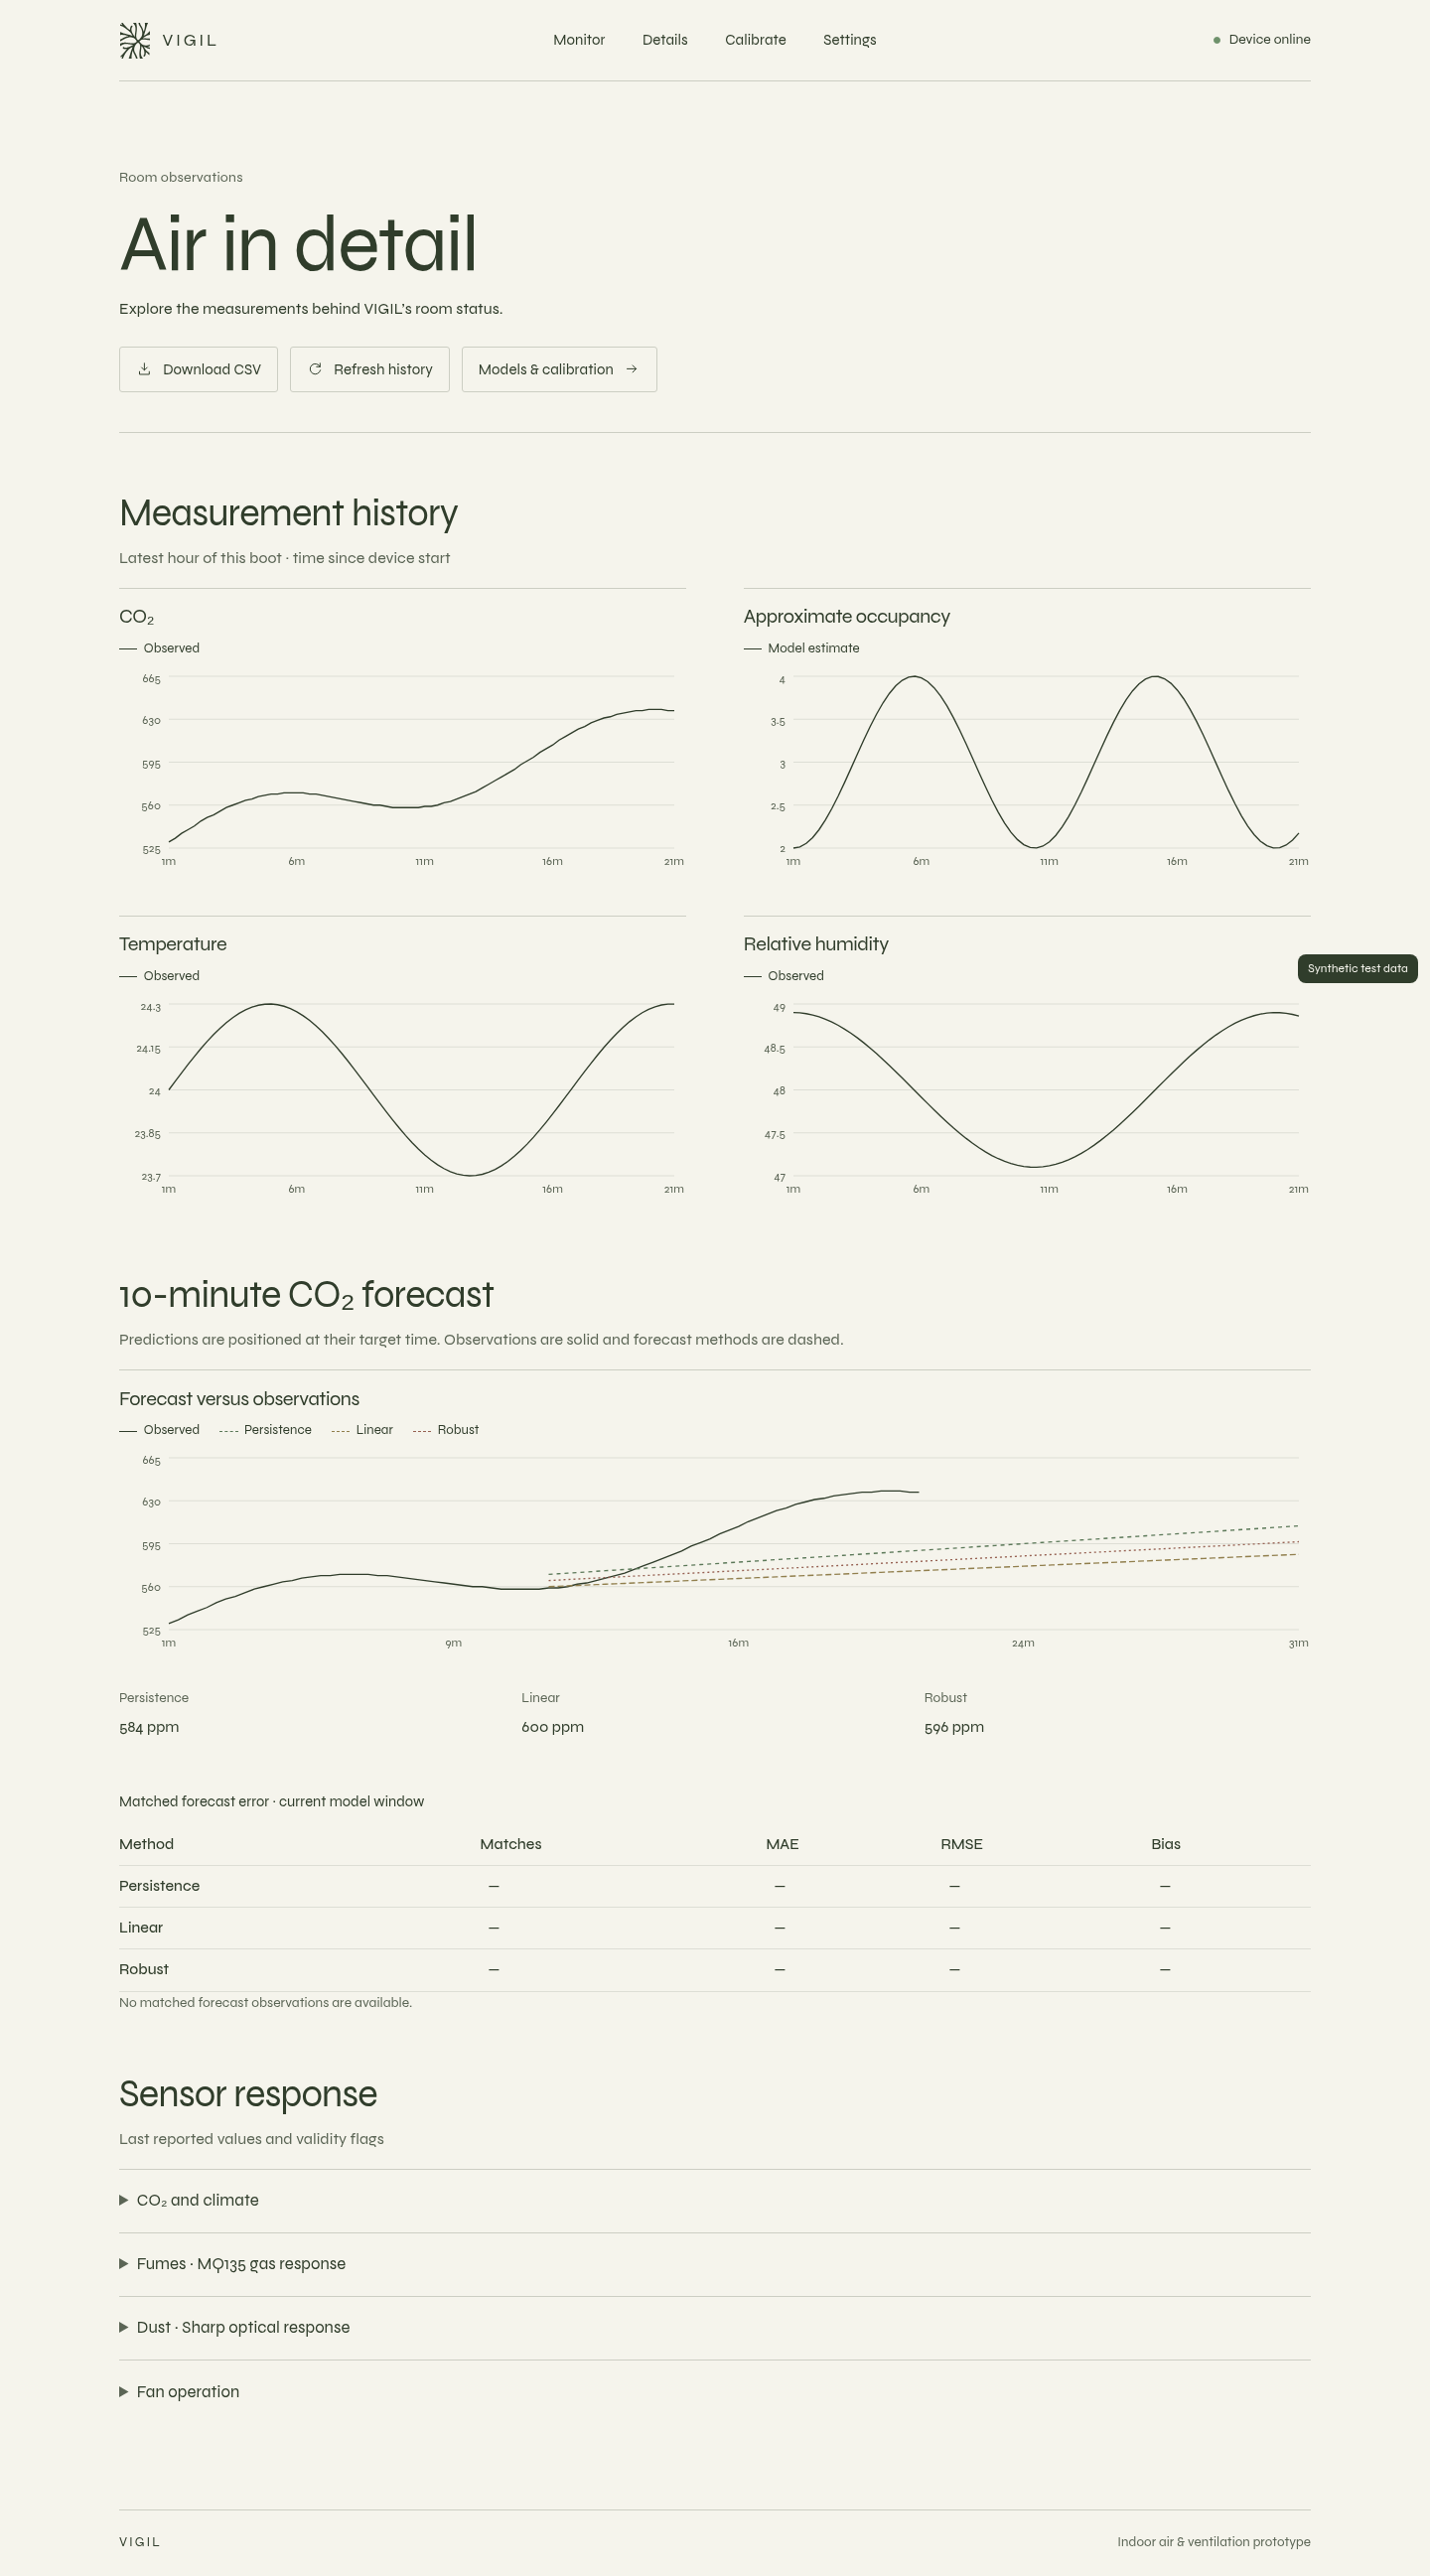 VIGIL
Monitor Details Calibrate Settings
Device online
Room observations
Air in detail
Explore the measurements behind VIGIL's room status.
Download CSV Refresh history Models & calibration →
Measurement history
Latest hour of this boot · time since device start
CO₂
Observed
665
630
595
560
525
1m 6m 11m 16m 21m
Approximate occupancy
Model estimate
4
3.5
3
2.5
2
1m 6m 11m 16m 21m
Temperature
Observed
24.3
24.15
24
23.85
23.7
1m 6m 11m 16m 21m
Relative humidity
Observed
49
48.5
48
47.5
47
1m 6m 11m 16m 21m
Synthetic test data
10-minute CO₂ forecast
Predictions are positioned at their target time. Observations are solid and forecast methods are dashed.
Forecast versus observations
Observed Persistence Linear Robust
665
630
595
560
525
1m 9m 16m 24m 31m
Persistence Linear Robust
584 ppm 600 ppm 596 ppm
Matched forecast error · current model window
Method Matches MAE RMSE Bias
Persistence — — — —
Linear — — — —
Robust — — — —
No matched forecast observations are available.
Sensor response
Last reported values and validity flags
CO₂ and climate
Fumes · MQ135 gas response
Dust · Sharp optical response
Fan operation
VIGIL
Indoor air & ventilation prototype